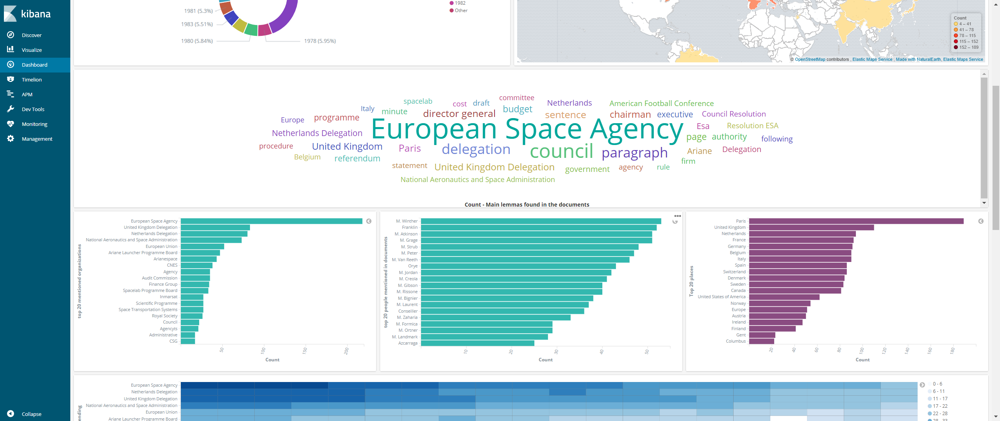 kibana
Discover
Visualize
Dashboard
Timelion
APM
Dev Tools
Monitoring
Management
Collapse
1981 (5.3%)
1983 (5.51%)
1980 (5.84%)
1978 (5.95%)
1982
Other
Count
4 – 41
41 – 78
78 – 115
115 – 152
152 – 189
© OpenStreetMap contributors , Elastic Maps Service , Made with NaturalEarth, Elastic Maps Service
spacelab cost draft committee Netherlands American Football Conference
Italy minute director general budget sentence chairman executive Council Resolution
Europe programme European Space Agency Esa Resolution ESA
Netherlands Delegation page authority following
procedure United Kingdom Paris delegation council paragraph Ariane Delegation
Belgium referendum firm
statement United Kingdom Delegation government agency rule
National Aeronautics and Space Administration
Count - Main lemmas found in the documents
top 20 mentioned organizations
European Space Agency
United Kingdom Delegation
Netherlands Delegation
National Aeronautics and Space Administration
European Union
Ariane Launcher Programme Board
Arianespace
CNES
Agency
Audit Commission
Finance Group
Spacelab Programme Board
Inmarsat
Scientific Programme
Space Transportation Systems
Royal Society
Council
Agencyts
Administrative
CSG
50 100 150 200
Count
top 20 people mentioned in documents
M. Winther
Franklin
M. Atkinson
M. Grage
M. Strub
M. Peter
M. Van Reeth
Orye
M. Jordan
M. Creola
M. Gibson
M. Rissone
M. Bignier
M. Laurent
Conseiller
M. Zaharia
M. Formica
M. Ortner
M. Landmark
Azcarraga
10 20 30 40 50
Count
Top 20 places
Paris
United Kingdom
Netherlands
France
Germany
Belgium
Italy
Spain
Switzerland
Denmark
Sweden
Canada
United States of America
Norway
Europe
Austria
Ireland
Finland
Gent
Columbus
20 40 60 80 100 120 140 160 180
Count
ending
European Space Agency
Netherlands Delegation
United Kingdom Delegation
National Aeronautics and Space Administration
European Union
Ariane Launcher Programme Board
0 - 6
6 - 11
11 - 17
17 - 22
22 - 28
28 - 33